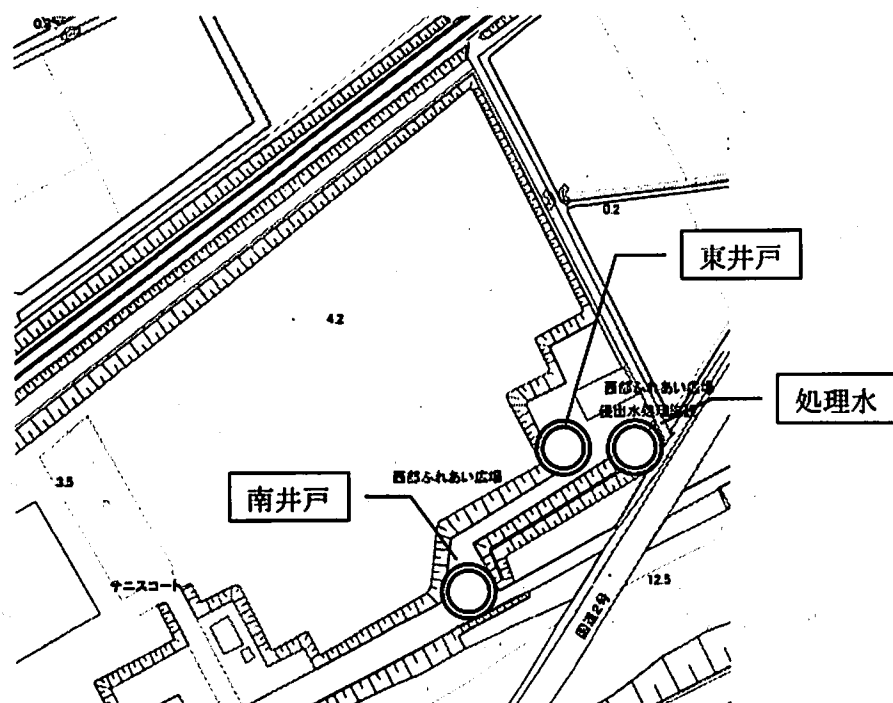 0.2
東井戸
4.2
西部ふれあい広場
浸出水処理施設
処理水
3.5
西部ふれあい広場
南井戸
テニスコート
12.5
国道2号